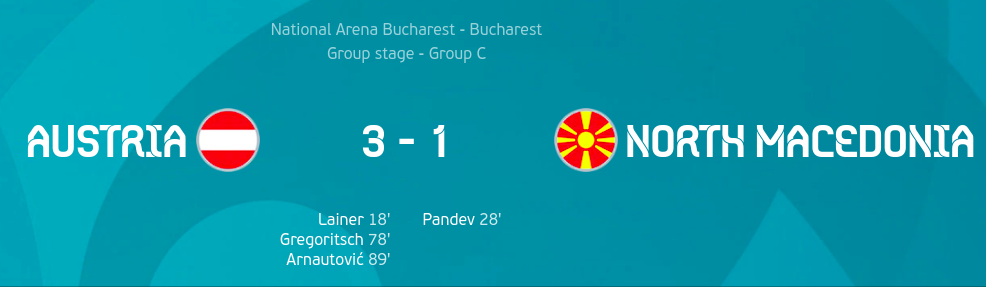 National Arena Bucharest - Bucharest
Group stage - Group C
AUSTRIA 3 - 1 NORTH MACEDONIA
Lainer 18' Pandev 28'
Gregoritsch 78'
Arnautović 89'